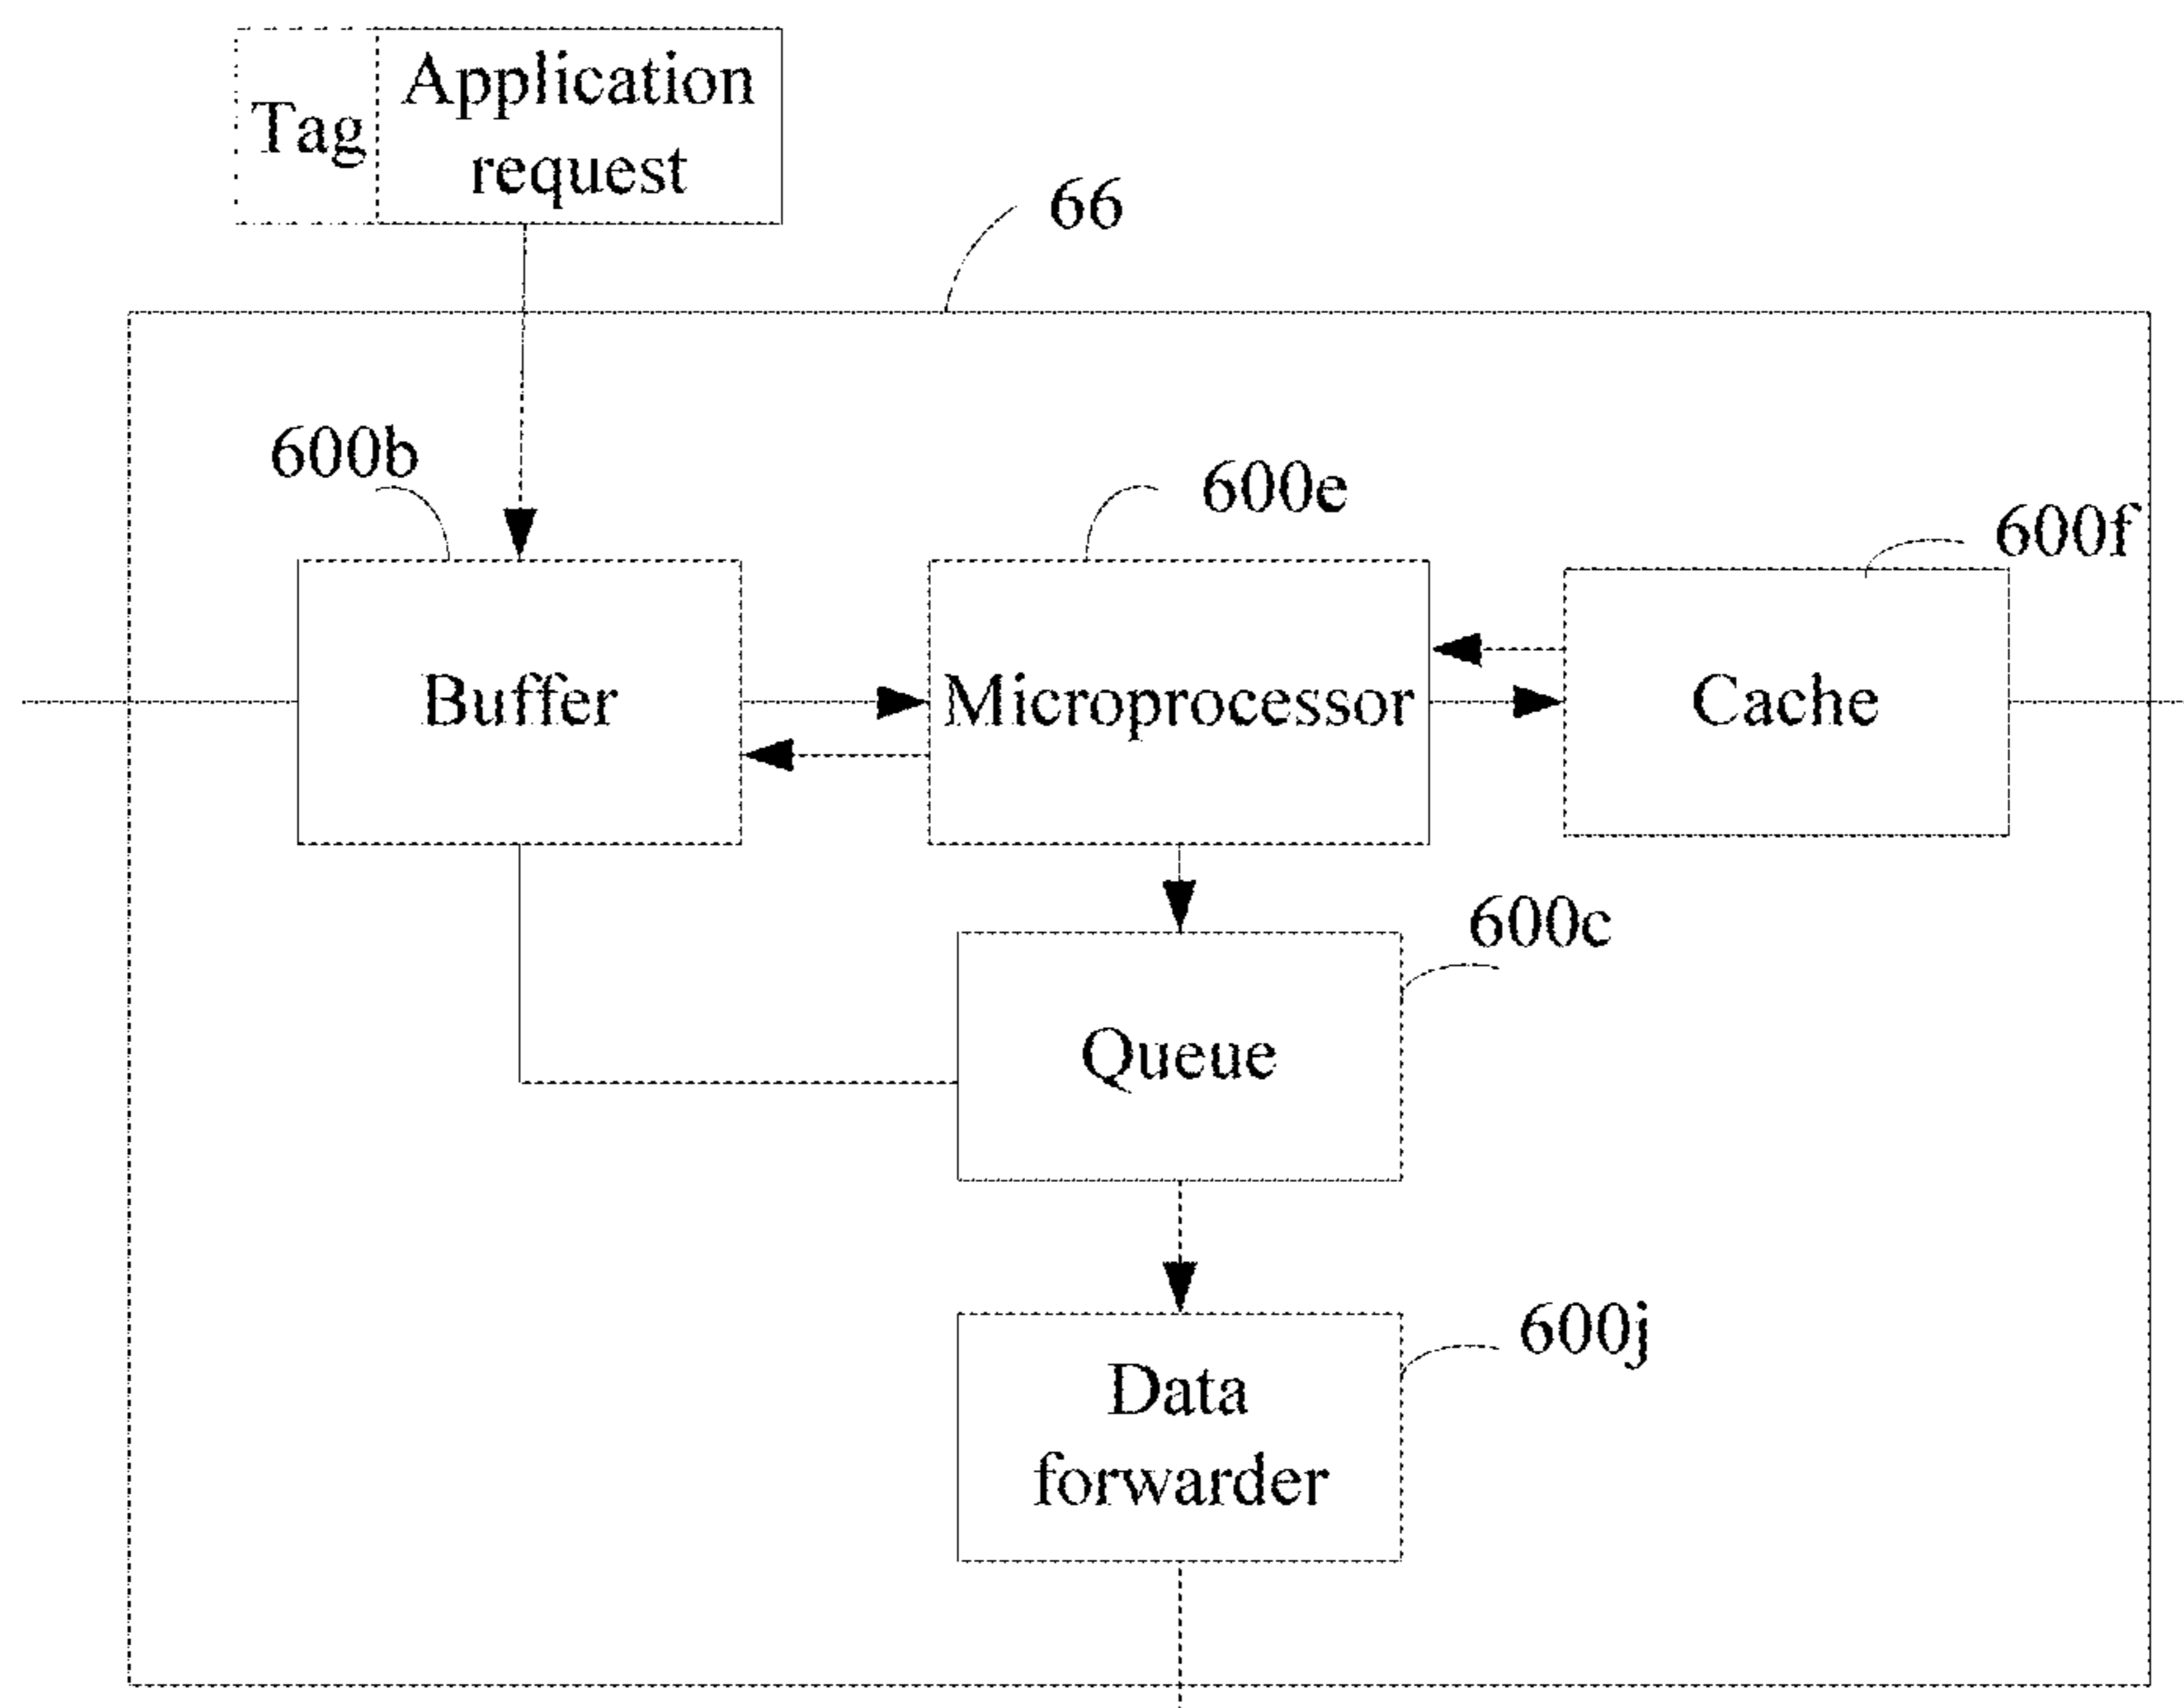 Tag
Application
request
66
600b
600e
600f
Buffer
Microprocessor
Cache
600c
Queue
600j
Data
forwarder